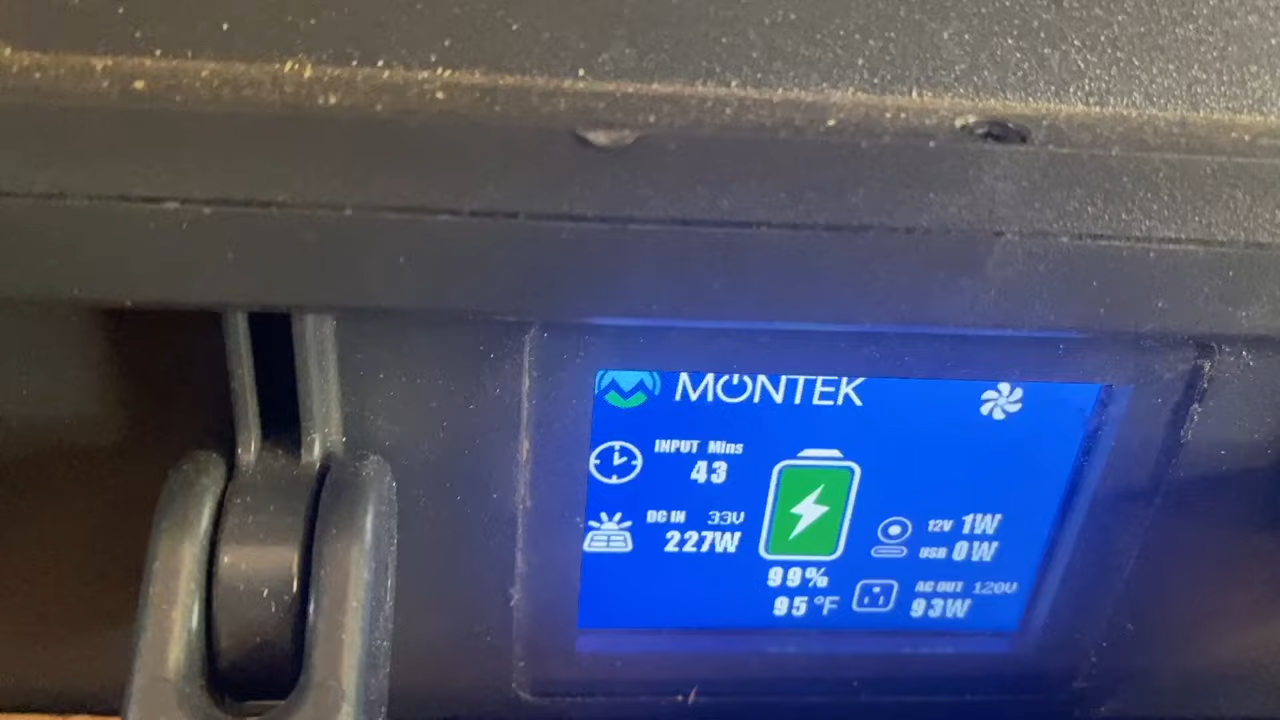 MONTEK
INPUT Mins
43
DC IN 33V
227W
99%
95 °F
12V 1W
USB 0W
AC OUT 120V
93W